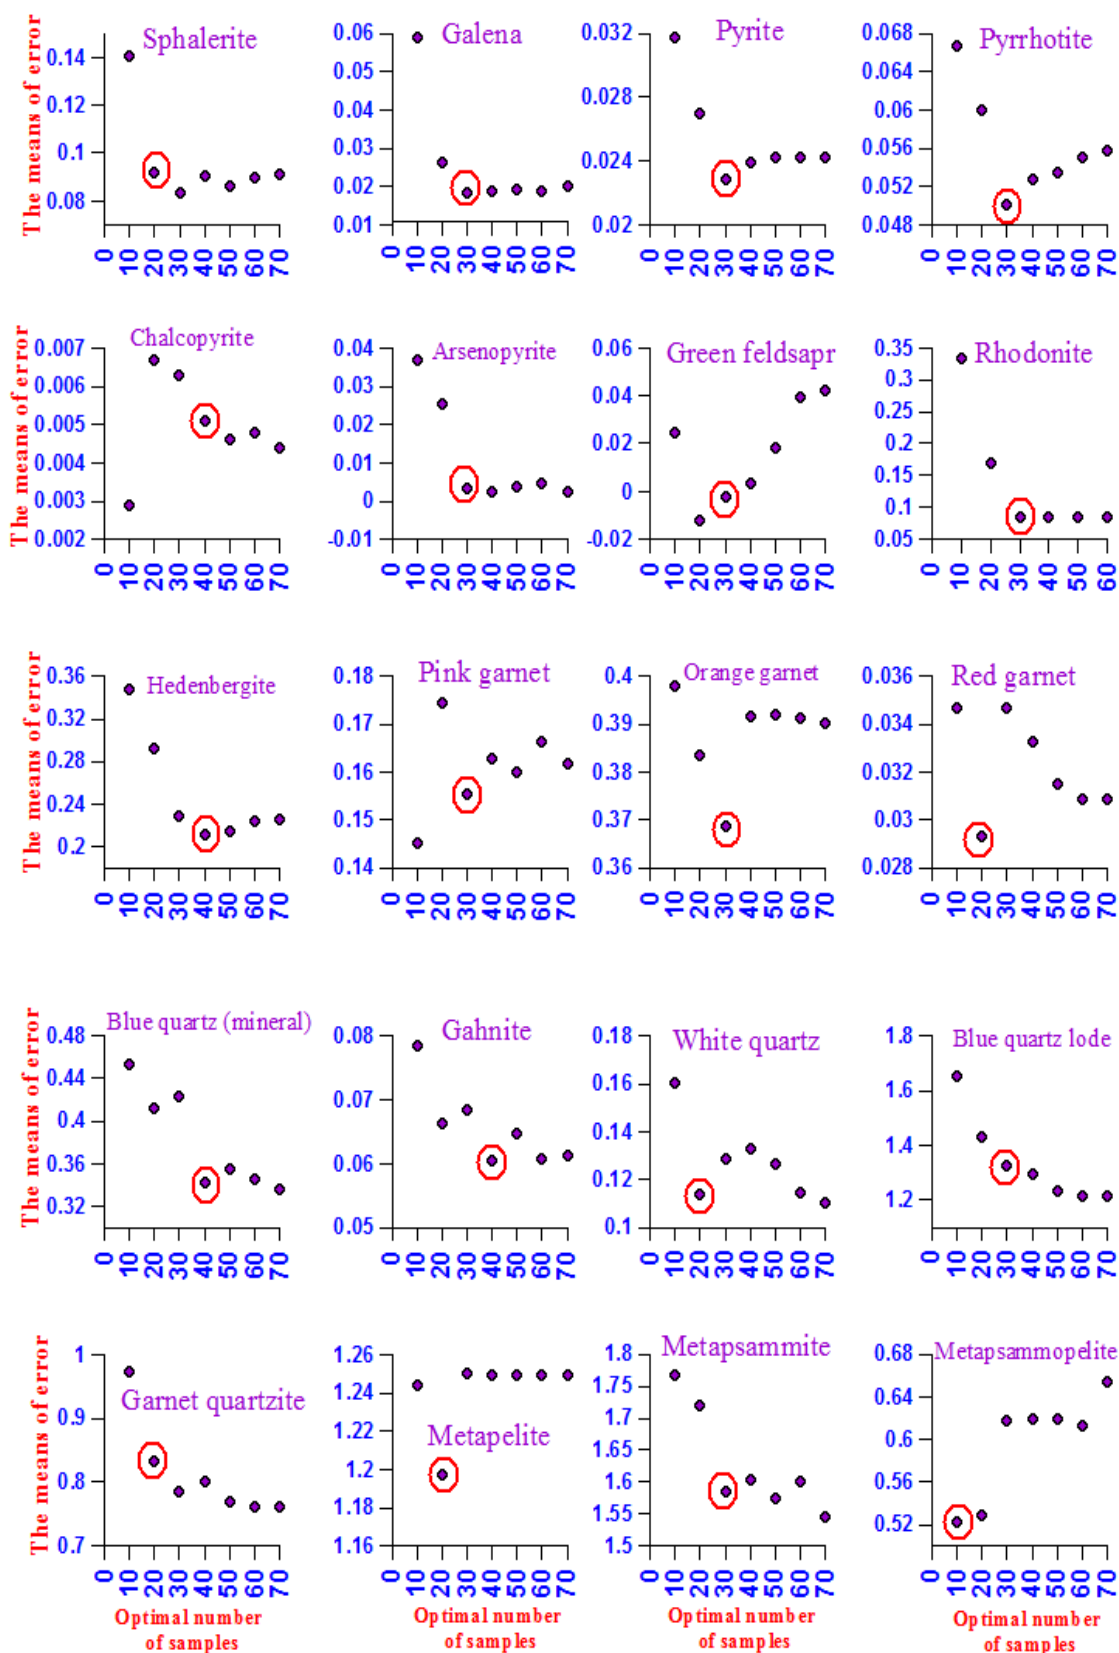 The means of error
Sphalerite
0.14
0.12
0.1
0.08
0 10 20 30 40 50 60 70
Galena
0.06
0.05
0.04
0.03
0.02
0.01
0 10 20 30 40 50 60 70
Pyrite
0.032
0.028
0.024
0.02
0 10 20 30 40 50 60 70
Pyrrhotite
0.068
0.064
0.06
0.056
0.052
0.048
0 10 20 30 40 50 60 70
The means of error
Chalcopyrite
0.007
0.006
0.005
0.004
0.003
0.002
0 10 20 30 40 50 60 70
Arsenopyrite
0.04
0.03
0.02
0.01
0
-0.01
0 10 20 30 40 50 60 70
Green feldsapr
0.06
0.04
0.02
0
-0.02
0 10 20 30 40 50 60 70
Rhodonite
0.35
0.3
0.25
0.2
0.15
0.1
0.05
0 10 20 30 40 50 60
The means of error
Hedenbergite
0.36
0.32
0.28
0.24
0.2
0 10 20 30 40 50 60 70
Pink garnet
0.18
0.17
0.16
0.15
0.14
0 10 20 30 40 50 60 70
Orange garnet
0.4
0.39
0.38
0.37
0.36
0 10 20 30 40 50 60 70
Red garnet
0.036
0.034
0.032
0.03
0.028
0 10 20 30 40 50 60 70
The means of error
Blue quartz (mineral)
0.48
0.44
0.4
0.36
0.32
0 10 20 30 40 50 60 70
Gahnite
0.08
0.07
0.06
0.05
0 10 20 30 40 50 60 70
White quartz
0.18
0.16
0.14
0.12
0.1
0 10 20 30 40 50 60 70
Blue quartz lode
1.8
1.6
1.4
1.2
0 10 20 30 40 50 60 70
The means of error
Garnet quartzite
1
0.9
0.8
0.7
0 10 20 30 40 50 60 70
Optimal number
of samples
Metapelite
1.26
1.24
1.22
1.2
1.18
1.16
0 10 20 30 40 50 60 70
Optimal number
of samples
Metapsammite
1.8
1.75
1.7
1.65
1.6
1.55
1.5
0 10 20 30 40 50 60 70
Optimal number
of samples
Metapsammopelite
0.68
0.64
0.6
0.56
0.52
0 10 20 30 40 50 60 70
Optimal number
of samples